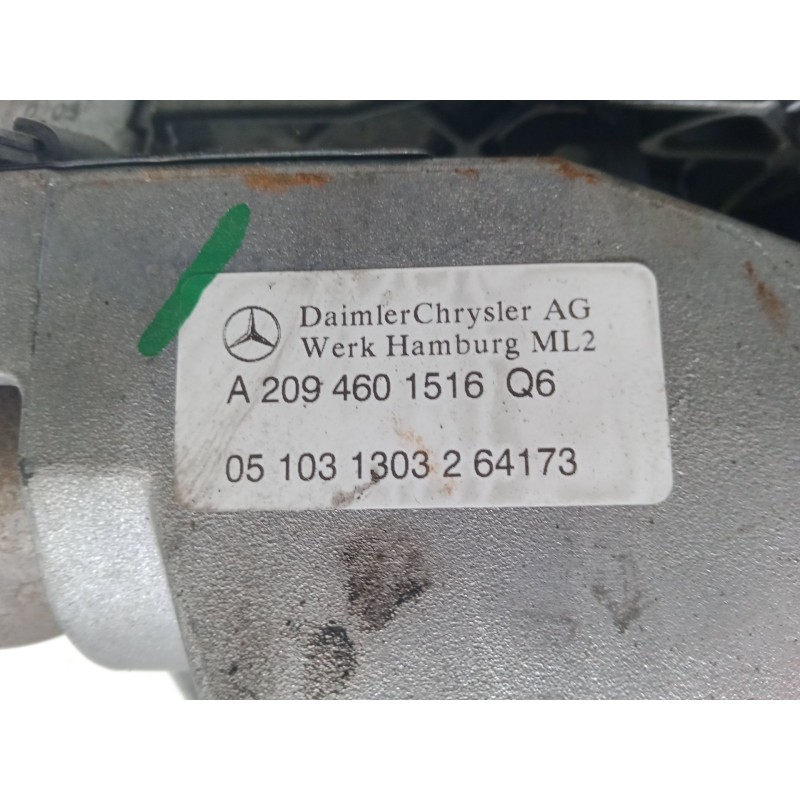 DaimlerChrysler AG
Werk Hamburg ML2
A 209 460 1516 Q6
05 103 1303 2 64173